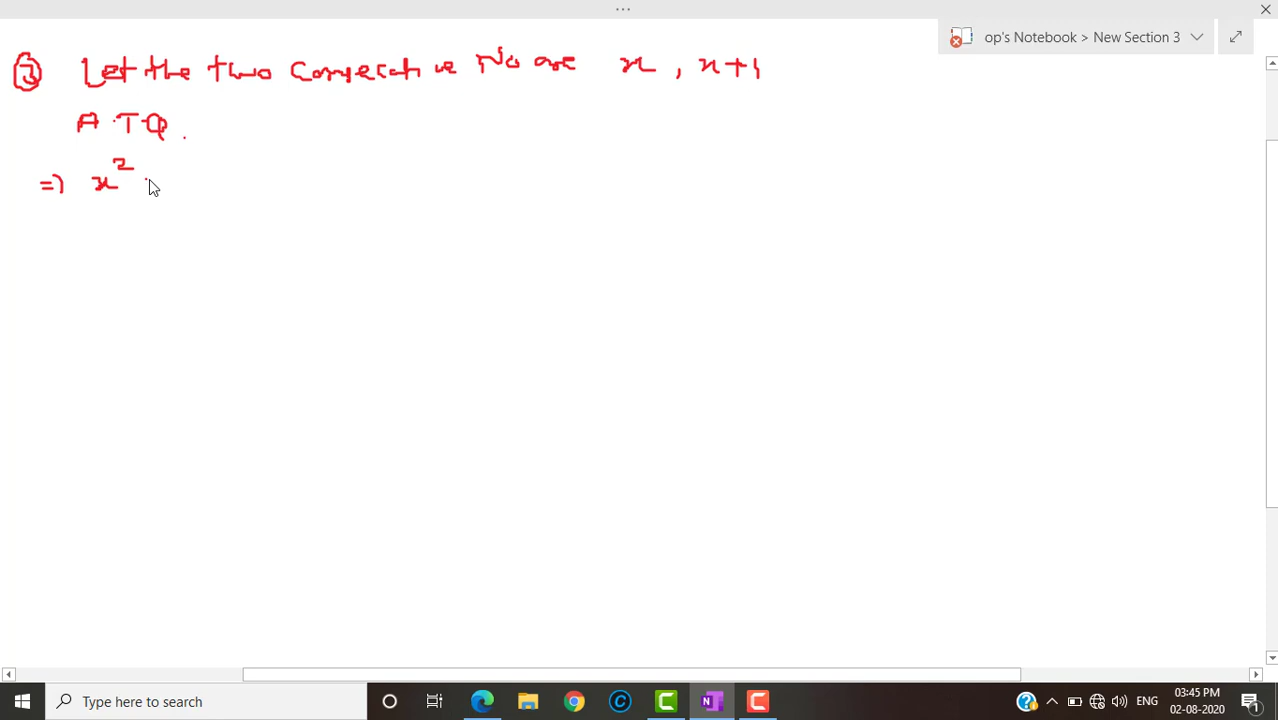 op's Notebook > New Section 3
③ Let the two Consecutive No are x , x+1
A.T.Q.
=> x²
Type here to search
ENG
03:45 PM
02-08-2020
1